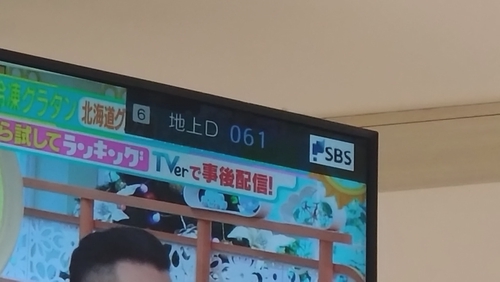 冷凍グラタン 北海道グ
6 地上D 061
SBS
ら試してランキング!
TVerで事後配信!